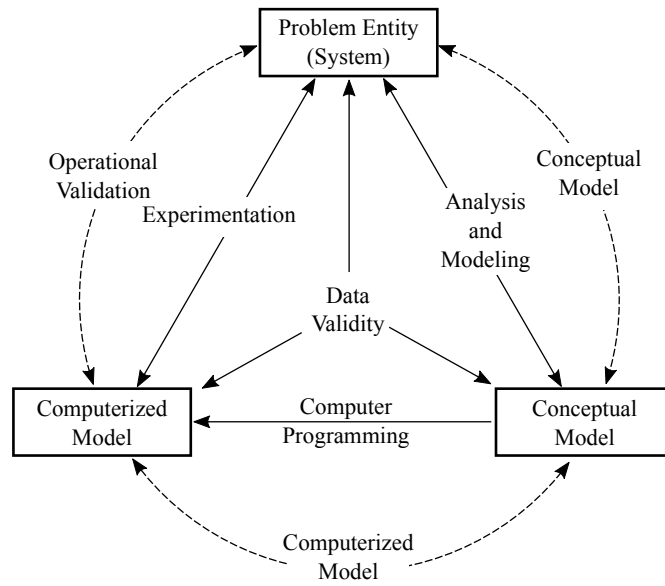 Problem Entity
(System)
Operational
Validation
Conceptual
Model
Experimentation
Analysis
and
Modeling
Data
Validity
Computerized
Model
Computer
Programming
Conceptual
Model
Computerized
Model